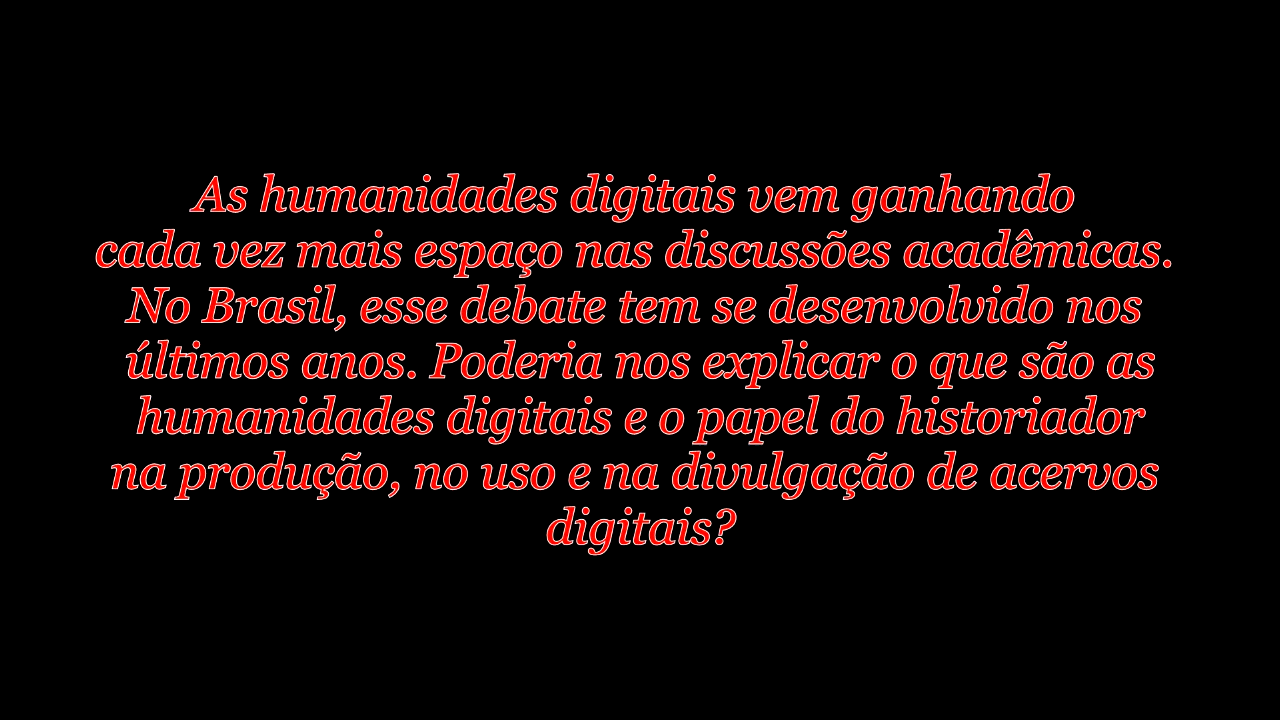 As humanidades digitais vem ganhando
cada vez mais espaço nas discussões acadêmicas.
No Brasil, esse debate tem se desenvolvido nos
últimos anos. Poderia nos explicar o que são as
humanidades digitais e o papel do historiador
na produção, no uso e na divulgação de acervos
digitais?